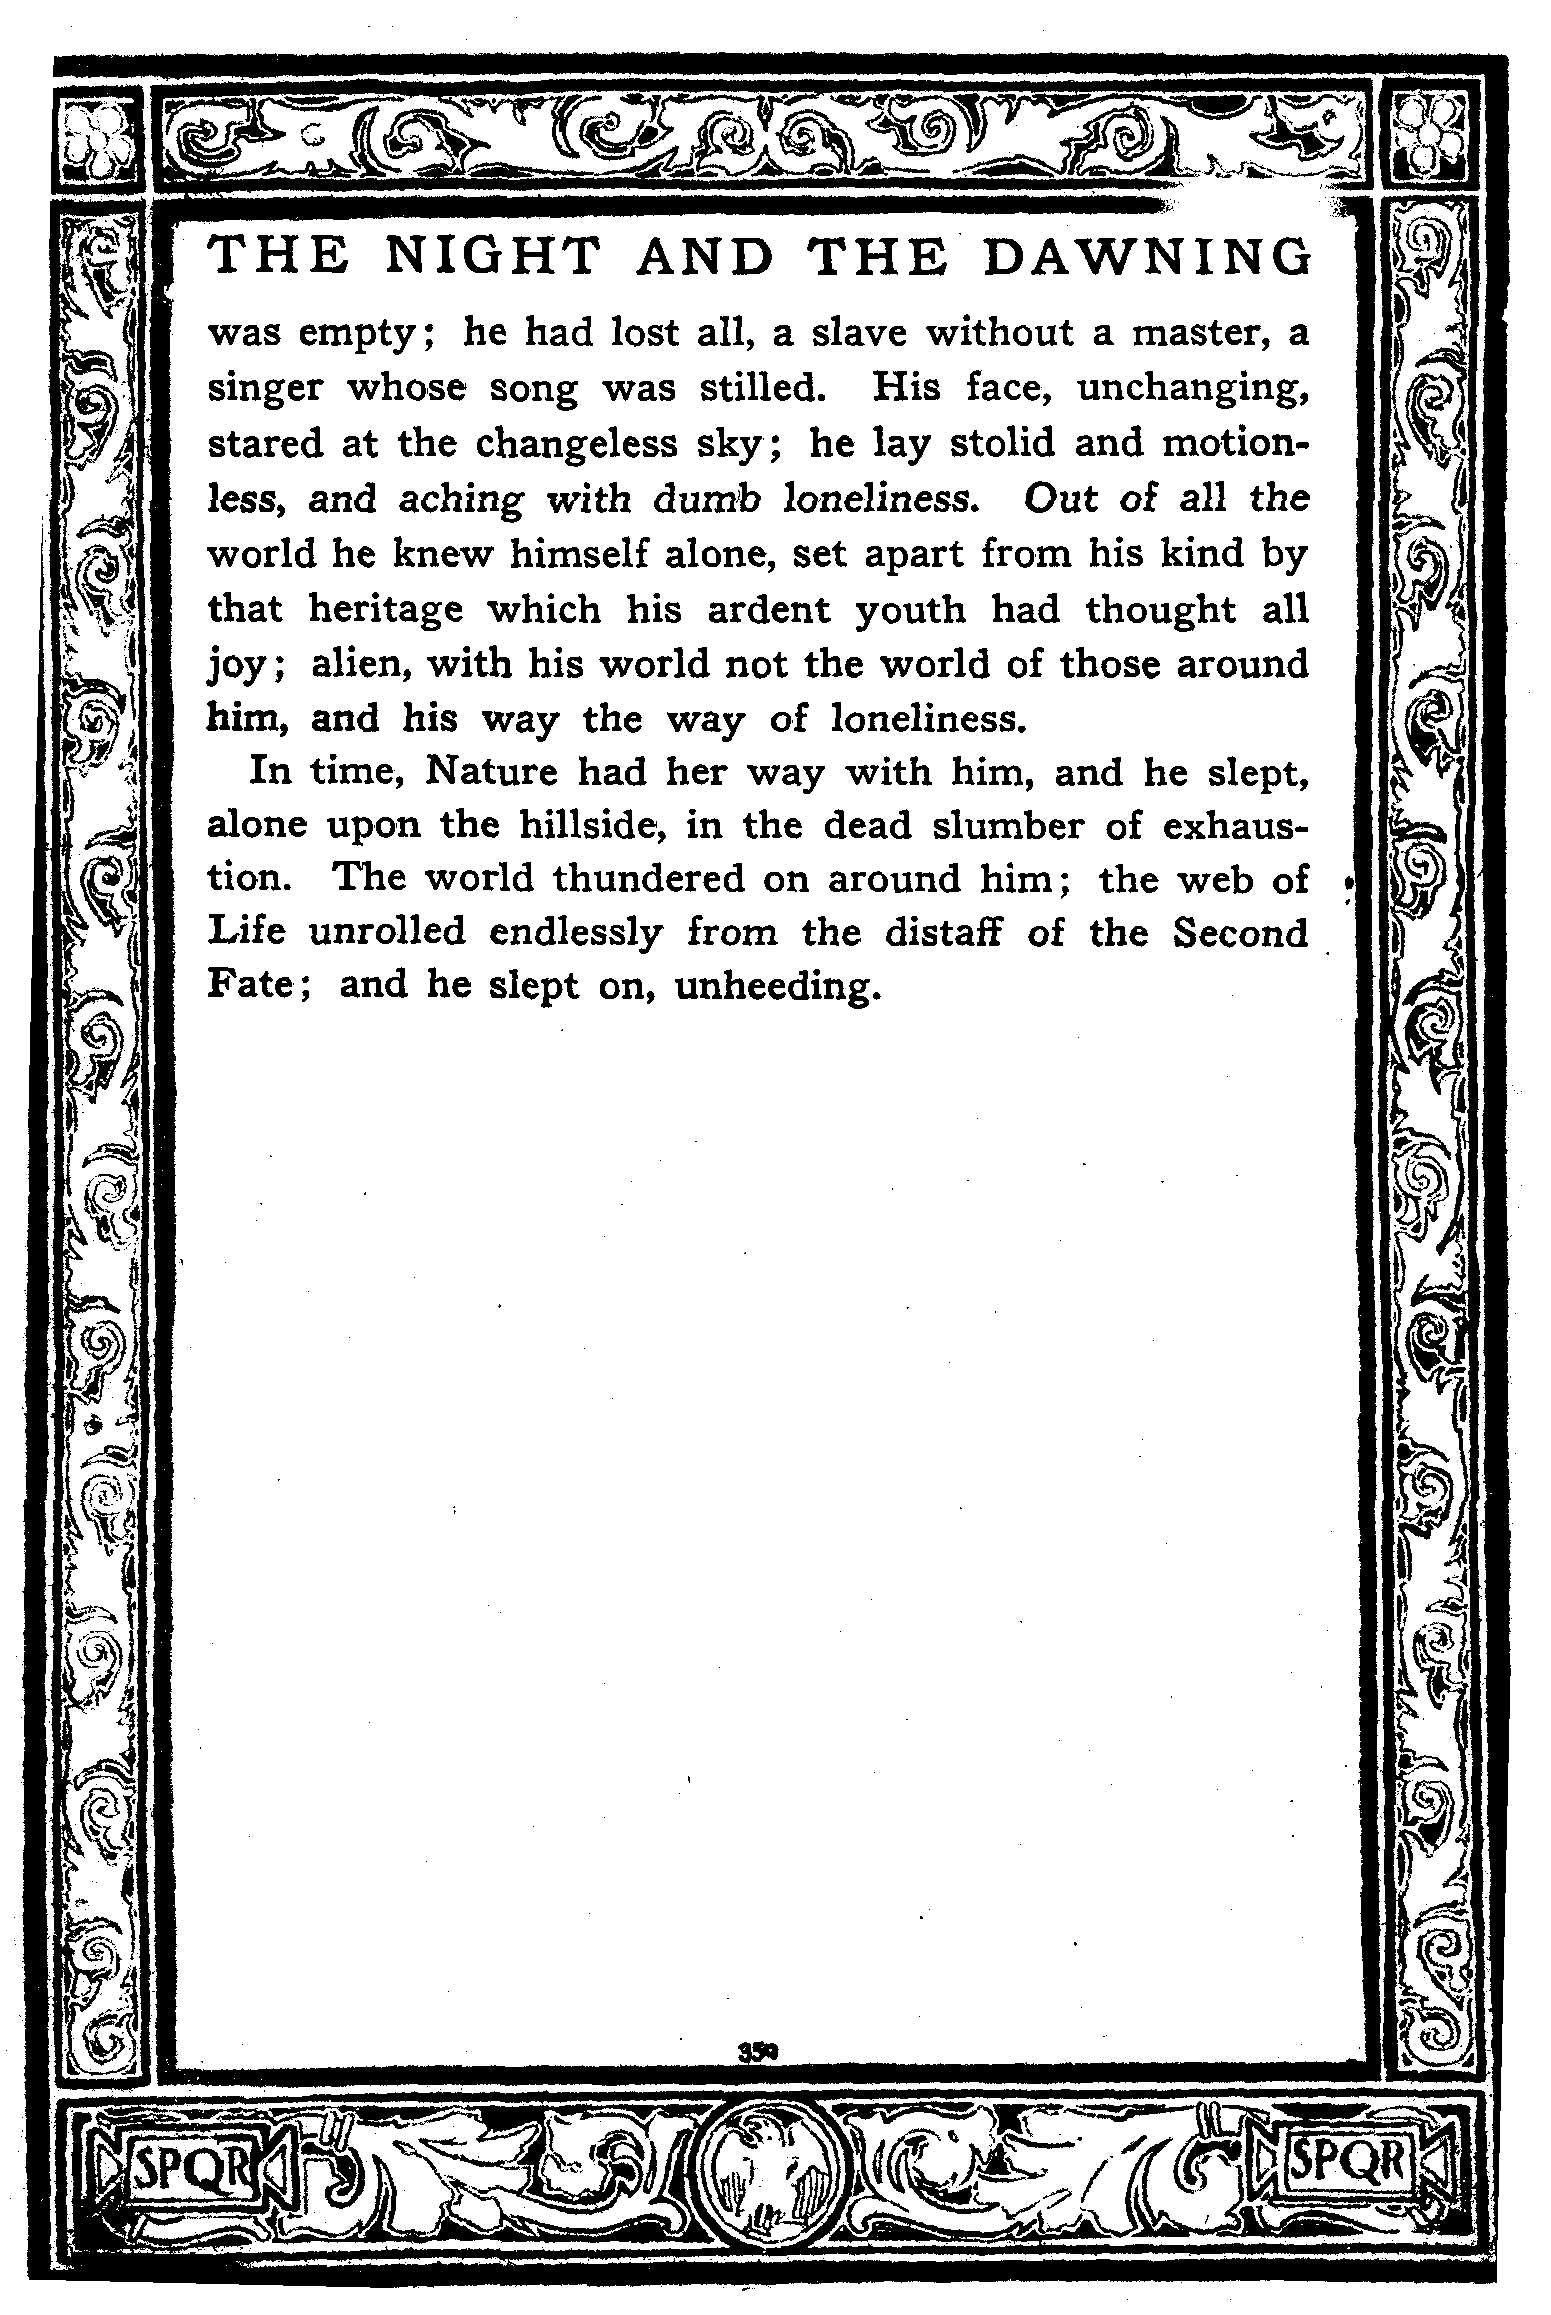 THE NIGHT AND THE DAWNING
was empty; he had lost all, a slave without a master, a
singer whose song was stilled. His face, unchanging,
stared at the changeless sky; he lay stolid and motion-
less, and aching with dumb loneliness. Out of all the
world he knew himself alone, set apart from his kind by
that heritage which his ardent youth had thought all
joy; alien, with his world not the world of those around
him, and his way the way of loneliness.
In time, Nature had her way with him, and he slept,
alone upon the hillside, in the dead slumber of exhaus-
tion. The world thundered on around him; the web of
Life unrolled endlessly from the distaff of the Second
Fate; and he slept on, unheeding.
SPQR
SPQR